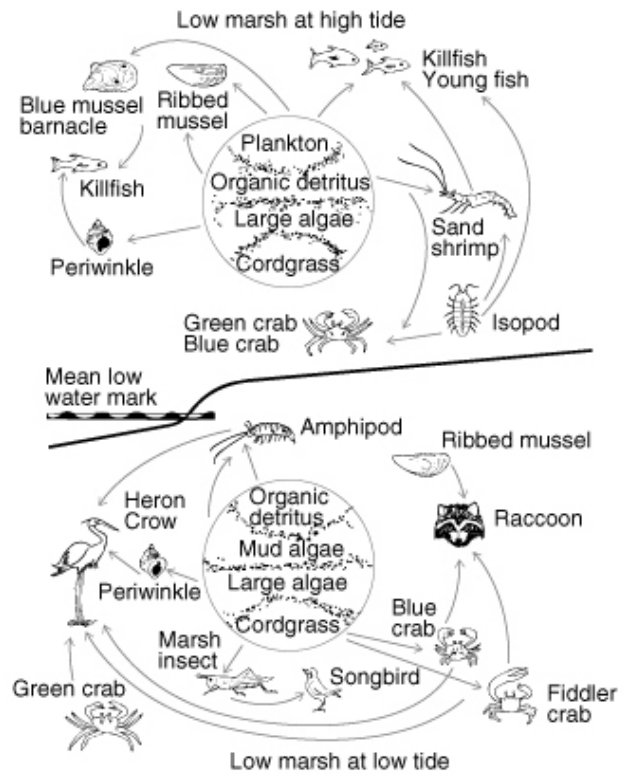 Low marsh at high tide
Killfish
Young fish
Blue mussel
barnacle
Ribbed
mussel
Plankton
Organic detritus
Large algae
Cordgrass
Killfish
Periwinkle
Sand
shrimp
Green crab
Blue crab
Isopod
Mean low
water mark
Amphipod
Ribbed mussel
Heron
Crow
Organic
detritus
Mud algae
Large algae
Cordgrass
Raccoon
Periwinkle
Marsh
insect
Songbird
Blue
crab
Green crab
Fiddler
crab
Low marsh at low tide